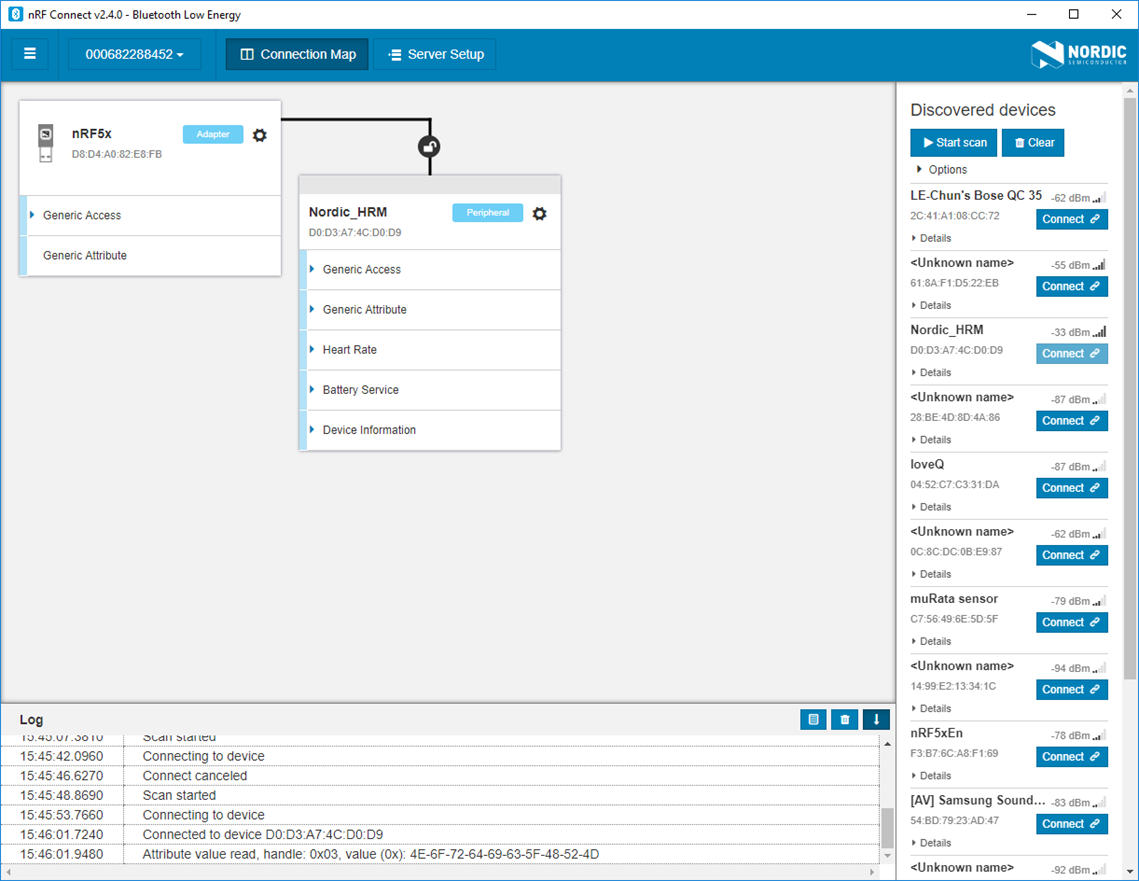 nRF Connect v2.4.0 - Bluetooth Low Energy
000682288452
Connection Map
Server Setup
NORDIC
SEMICONDUCTOR
nRF5x
Adapter
D8:D4:A0:82:E8:FB
Generic Access
Generic Attribute
Nordic_HRM
Peripheral
D0:D3:A7:4C:D0:D9
Generic Access
Generic Attribute
Heart Rate
Battery Service
Device Information
Discovered devices
Start scan
Clear
Options
LE-Chun's Bose QC 35 -62 dBm
2C:41:A1:08:CC:72 Connect
Details
<Unknown name> -55 dBm
61:8A:F1:D5:22:EB Connect
Details
Nordic_HRM -33 dBm
D0:D3:A7:4C:D0:D9 Connect
Details
<Unknown name> -87 dBm
28:BE:4D:8D:4A:86 Connect
Details
loveQ -87 dBm
04:52:C7:C3:31:DA Connect
Details
<Unknown name> -62 dBm
0C:8C:DC:0B:E9:87 Connect
Details
muRata sensor -79 dBm
C7:56:49:6E:5D:5F Connect
Details
<Unknown name> -94 dBm
14:99:E2:13:34:1C Connect
Details
nRF5xEn -78 dBm
F3:B7:6C:A8:F1:69 Connect
Details
[AV] Samsung Sound... -83 dBm
54:BD:79:23:AD:47 Connect
Details
<Unknown name> -92 dBm
Log
15:45:07.3810 Scan started
15:45:42.0960 Connecting to device
15:45:46.6270 Connect canceled
15:45:48.8690 Scan started
15:45:53.7660 Connecting to device
15:46:01.7240 Connected to device D0:D3:A7:4C:D0:D9
15:46:01.9480 Attribute value read, handle: 0x03, value (0x): 4E-6F-72-64-69-63-5F-48-52-4D